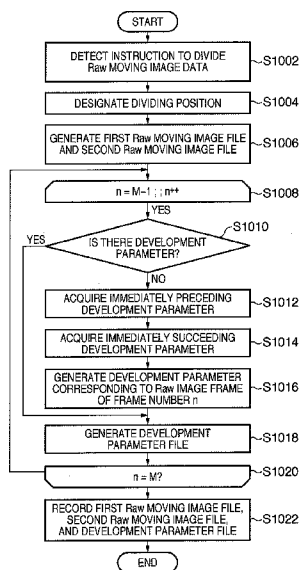 START
DETECT INSTRUCTION TO DIVIDE
Raw MOVING IMAGE DATA
S1002
DESIGNATE DIVIDING POSITION
S1004
GENERATE FIRST Raw MOVING IMAGE FILE
AND SECOND Raw MOVING IMAGE FILE
S1006
n = M-1 ; ; n++
S1008
YES
S1010
YES
IS THERE DEVELOPMENT
PARAMETER?
NO
ACQUIRE IMMEDIATELY PRECEDING
DEVELOPMENT PARAMETER
S1012
ACQUIRE IMMEDIATELY SUCCEEDING
DEVELOPMENT PARAMETER
S1014
GENERATE DEVELOPMENT PARAMETER
CORRESPONDING TO Raw IMAGE FRAME
OF FRAME NUMBER n
S1016
GENERATE DEVELOPMENT
PARAMETER FILE
S1018
n = M?
S1020
RECORD FIRST Raw MOVING IMAGE FILE,
SECOND Raw MOVING IMAGE FILE,
AND DEVELOPMENT PARAMETER FILE
S1022
END